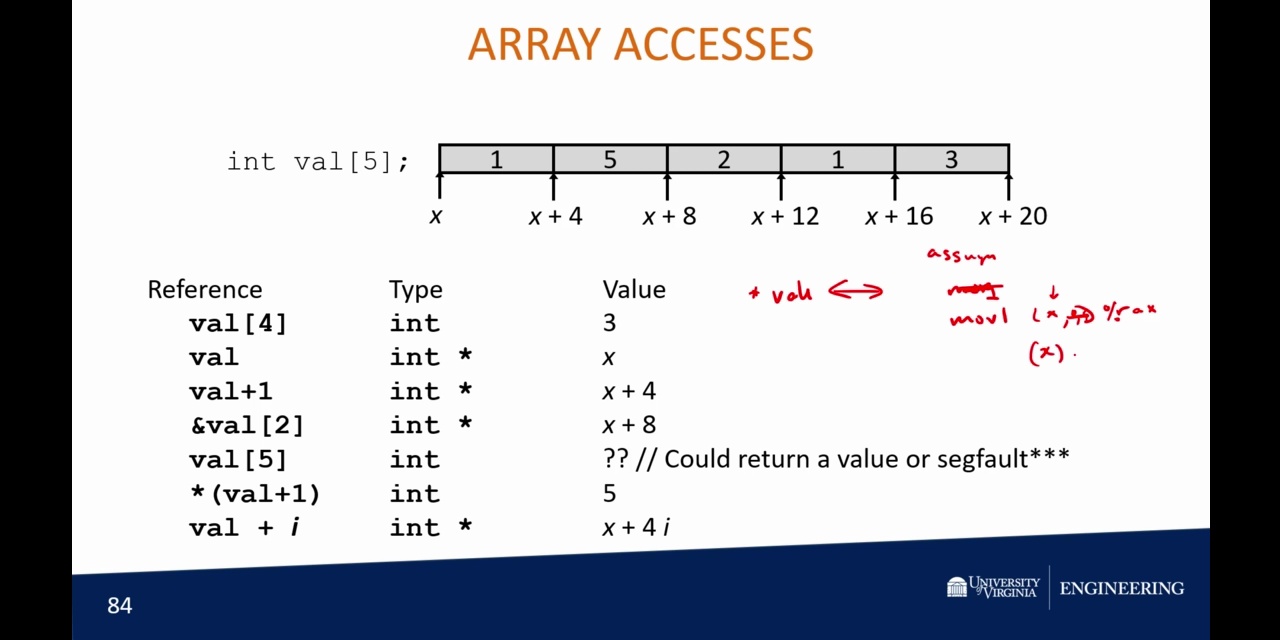 ARRAY ACCESSES
int val[5]; 1 5 2 1 3
x x + 4 x + 8 x + 12 x + 16 x + 20
assum
Reference Type Value * val
val[4] int 3 movl (x, %rax
val int * x (x)
val+1 int * x + 4
&val[2] int * x + 8
val[5] int ?? // Could return a value or segfault***
*(val+1) int 5
val + i int * x + 4 i
84 UNIVERSITY of VIRGINIA ENGINEERING